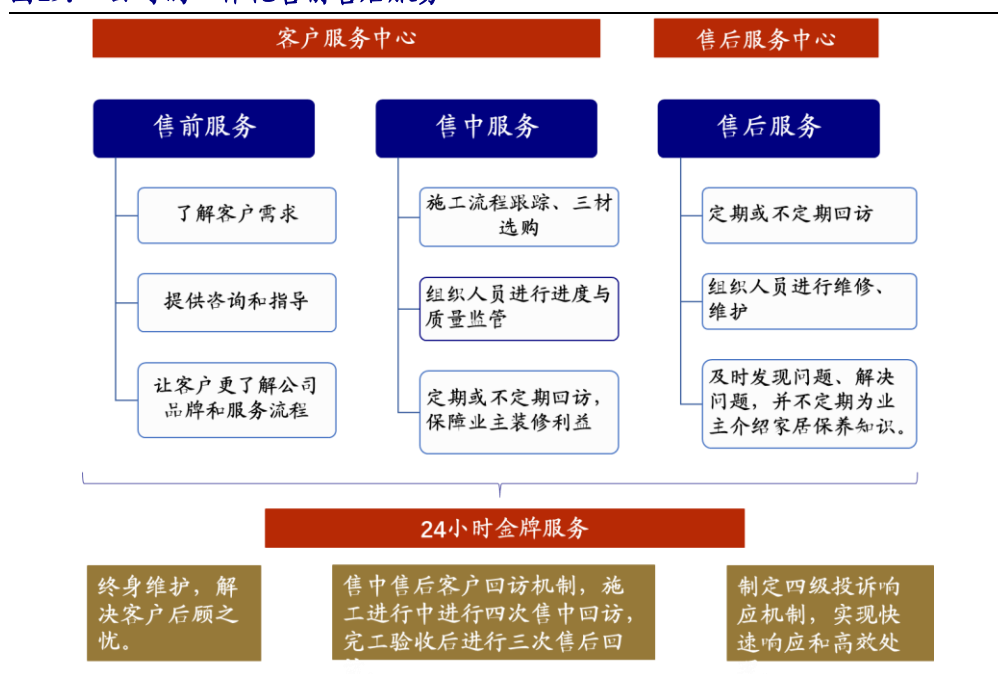 客户服务中心
售后服务中心
售前服务
售中服务
售后服务
了解客户需求
提供咨询和指导
让客户更了解公司
品牌和服务流程
施工流程跟踪、三材
选购
组织人员进行进度与
质量监管
定期或不定期回访，
保障业主装修利益
定期或不定期回访
组织人员进行维修、
维护
及时发现问题、解决
问题，并不定期为业
主介绍家居保养知识。
24小时金牌服务
终身维护，解
决客户后顾之
忧。
售中售后客户回访机制，施
工进行中进行四次售中回访，
完工验收后进行三次售后回
制定四级投诉响
应机制，实现快
速响应和高效处